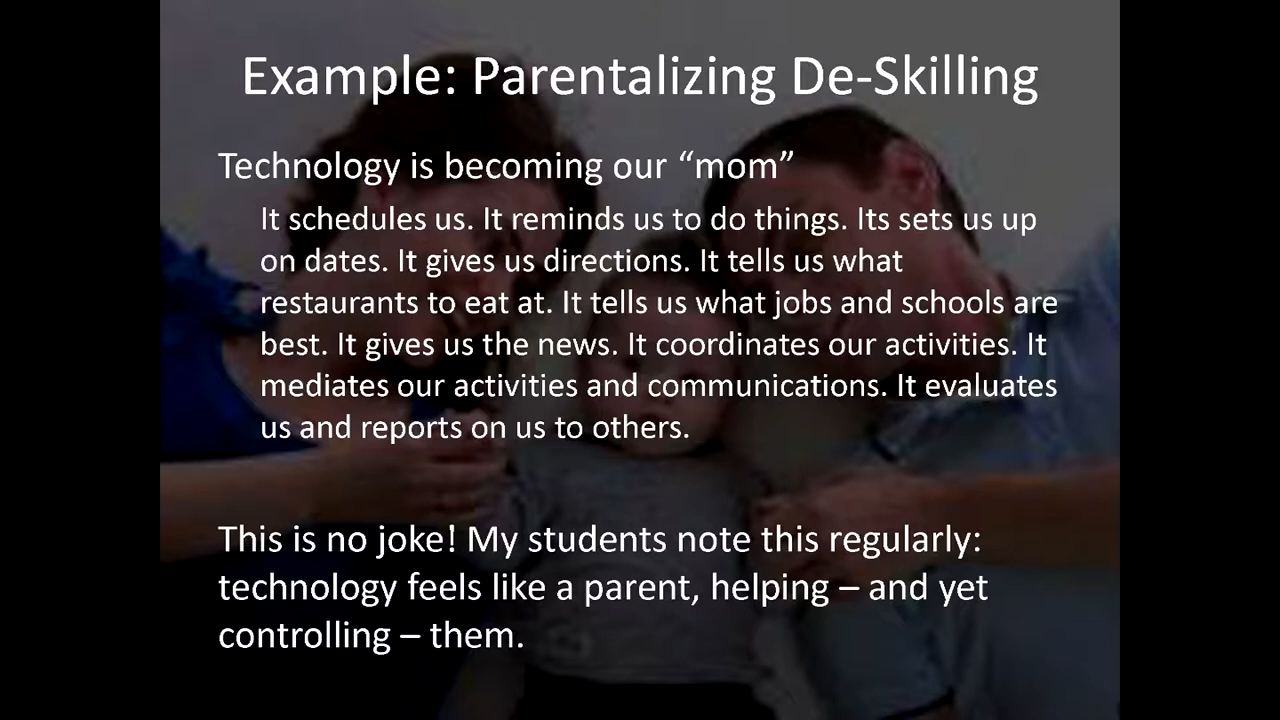 Example: Parentalizing De-Skilling
Technology is becoming our “mom”
It schedules us. It reminds us to do things. Its sets us up
on dates. It gives us directions. It tells us what
restaurants to eat at. It tells us what jobs and schools are
best. It gives us the news. It coordinates our activities. It
mediates our activities and communications. It evaluates
us and reports on us to others.
This is no joke! My students note this regularly:
technology feels like a parent, helping – and yet
controlling – them.